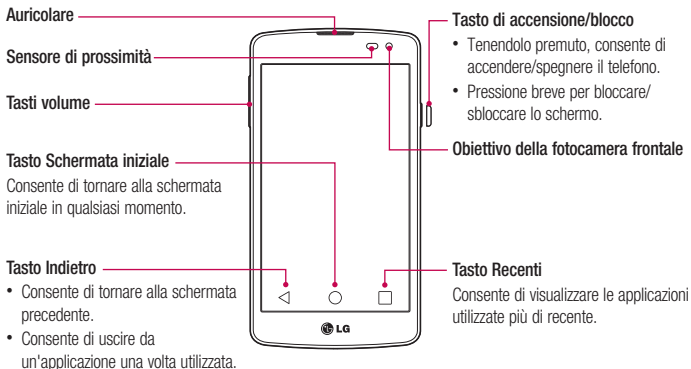 Auricolare
Sensore di prossimità
Tasti volume
Tasto Schermata iniziale
Consente di tornare alla schermata
iniziale in qualsiasi momento.
Tasto Indietro
• Consente di tornare alla schermata
precedente.
• Consente di uscire da
un'applicazione una volta utilizzata.
LG
Tasto di accensione/blocco
• Tenendolo premuto, consente di
accendere/spegnere il telefono.
• Pressione breve per bloccare/
sbloccare lo schermo.
Obiettivo della fotocamera frontale
Tasto Recenti
Consente di visualizzare le applicazioni
utilizzate più di recente.